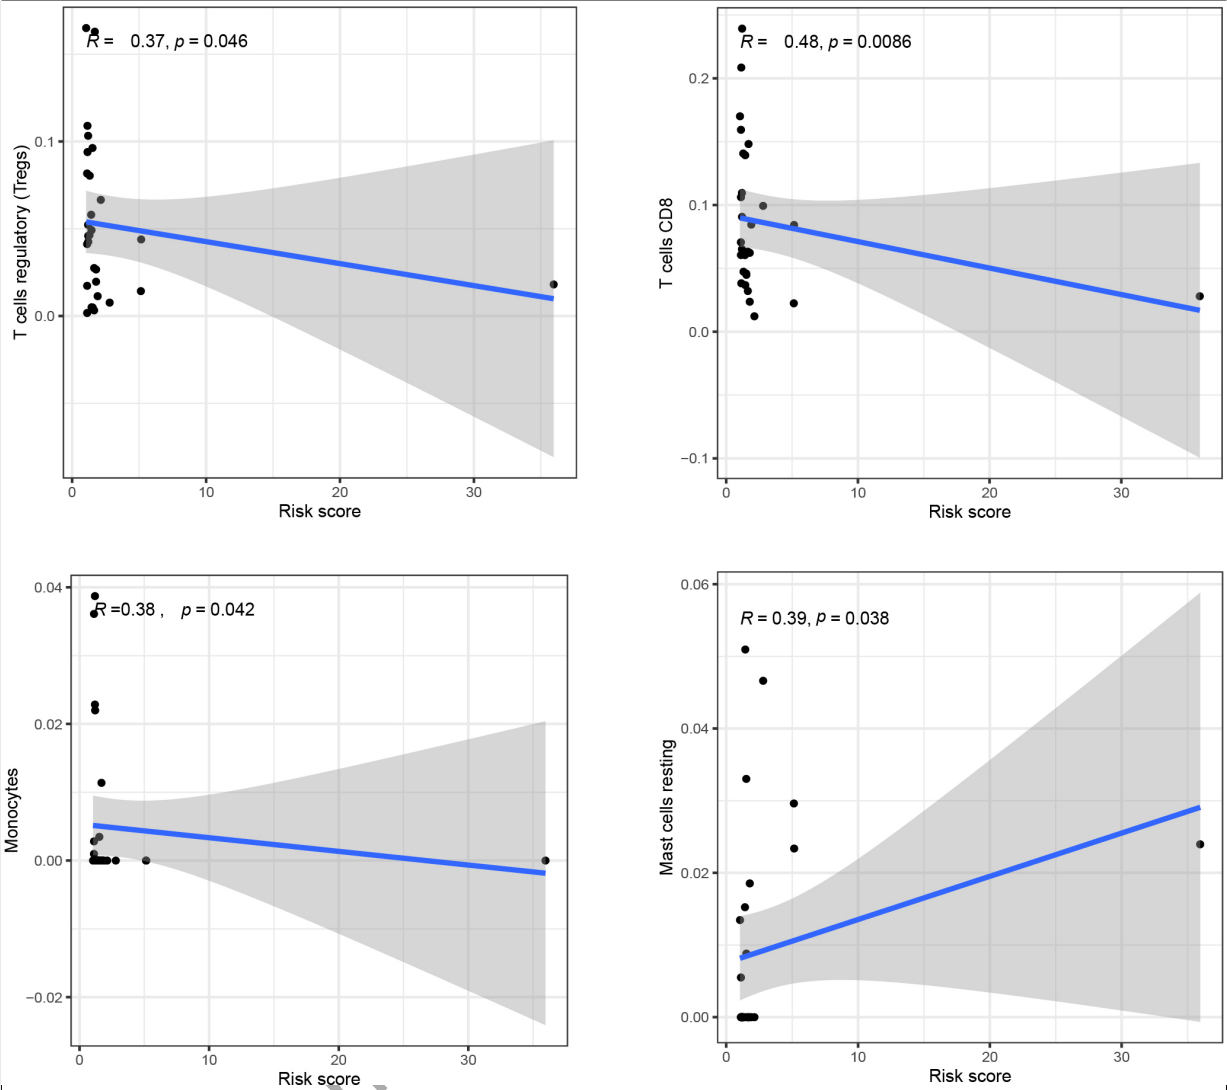 R = 0.37, p = 0.046
T cells regulatory (Tregs)
0.1
0.0
0 10 20 30
Risk score
R = 0.48, p = 0.0086
T cells CD8
0.2
0.1
0.0
−0.1
0 10 20 30
Risk score
R =0.38 , p = 0.042
Monocytes
0.04
0.02
0.00
−0.02
0 10 20 30
Risk score
R = 0.39, p = 0.038
Mast cells resting
0.06
0.04
0.02
0.00
0 10 20 30
Risk score